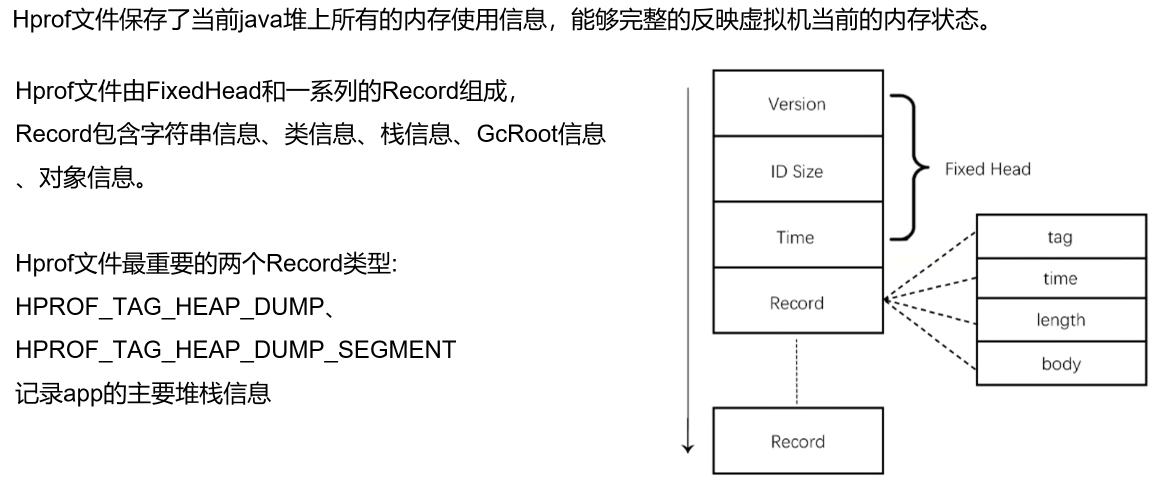 Hprof文件保存了当前java堆上所有的内存使用信息，能够完整的反映虚拟机当前的内存状态。
Hprof文件由FixedHead和一系列的Record组成，
Record包含字符串信息、类信息、栈信息、GcRoot信息
、对象信息。
Hprof文件最重要的两个Record类型:
HPROF_TAG_HEAP_DUMP、
HPROF_TAG_HEAP_DUMP_SEGMENT
记录app的主要堆栈信息
Version
ID Size
Time
Record
Fixed Head
tag
time
length
body
Record